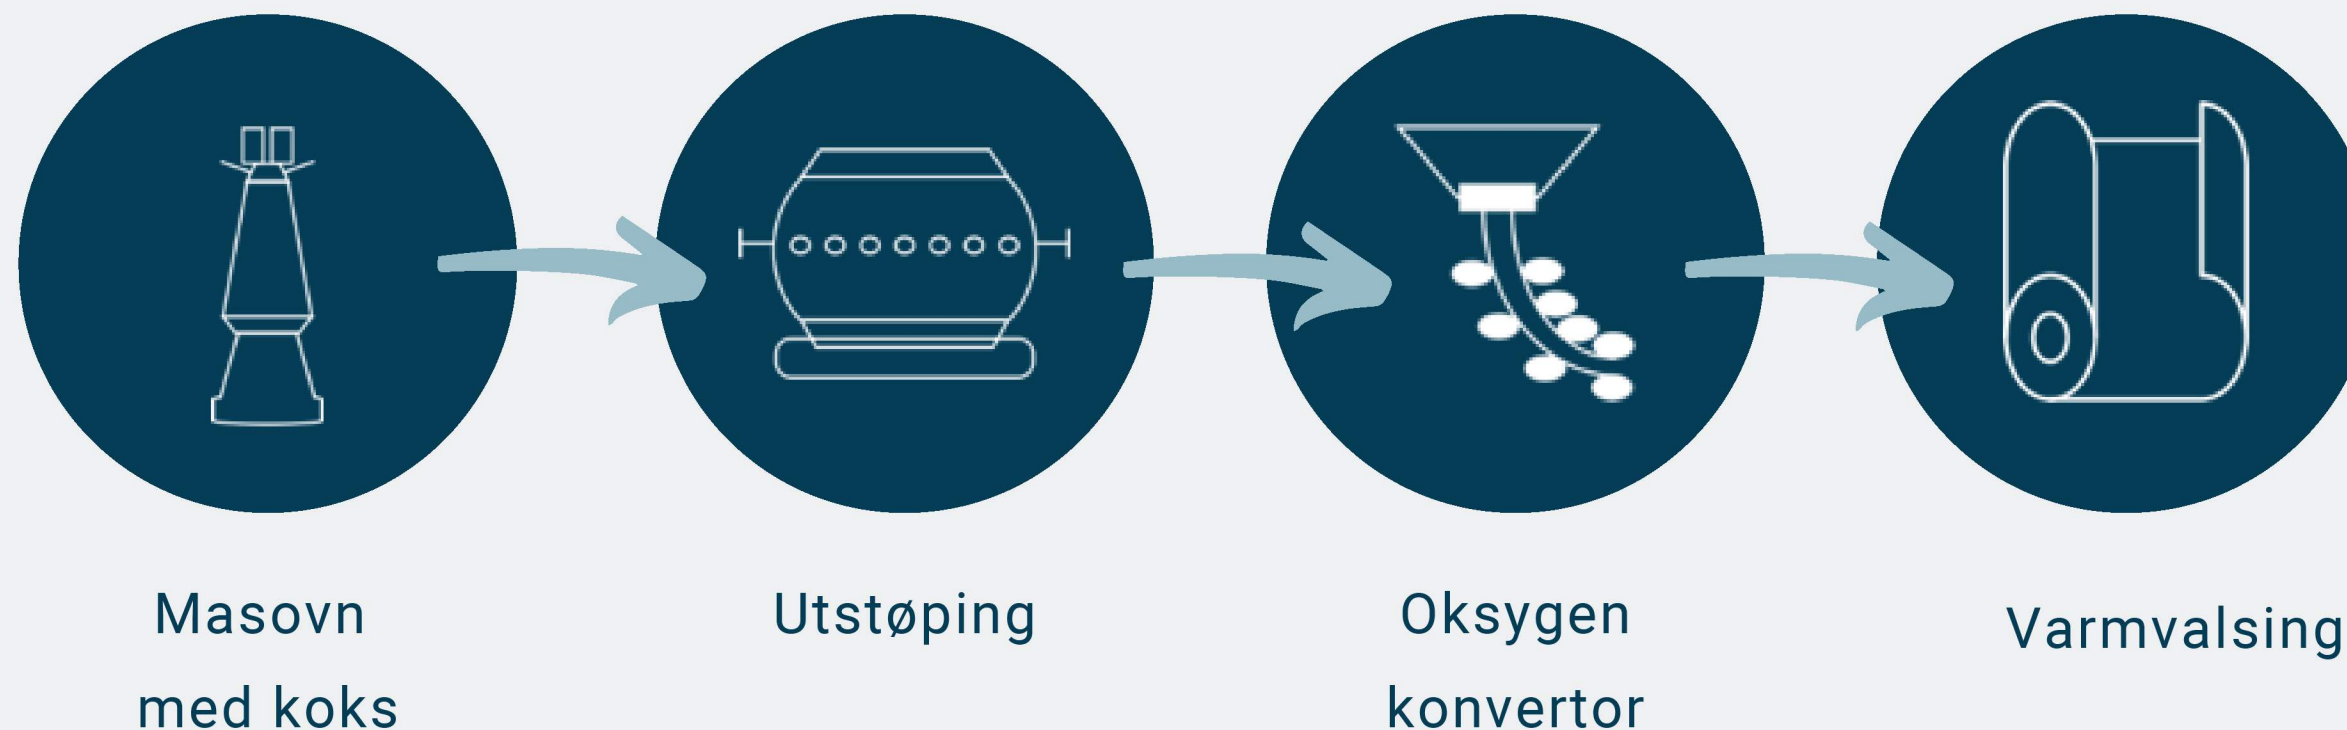 Masovn
med koks
Utstøping
Oksygen
konvertor
Varmvalsing